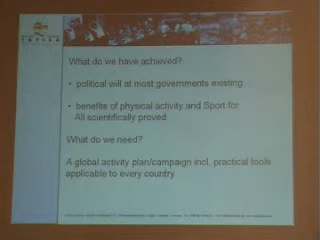 TAFISA
What do we have achieved?
• political will at most governments existing
• benefits of physical activity and Sport for
All scientifically proved
What do we need?
A global activity plan/campaign incl. practical tools
applicable to every country